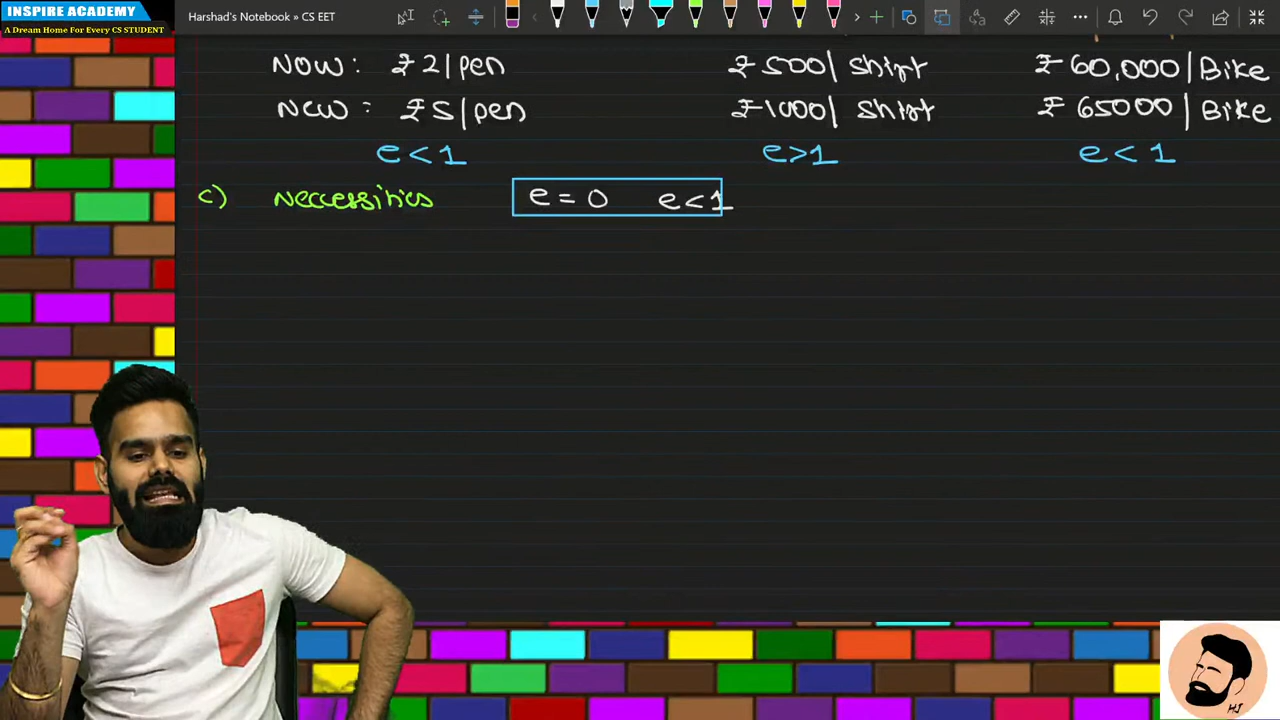 INSPIRE ACADEMY
A Dream Home For Every CS STUDENT
Harshad's Notebook » CS EET
NOW: ₹2/pen ₹500/ shirt ₹60,000/Bike
New: ₹5/pen ₹1000/ shirt ₹ 65000/Bike
e<1 e>1 e<1
c) Neccessities e=0 e<1
HJ